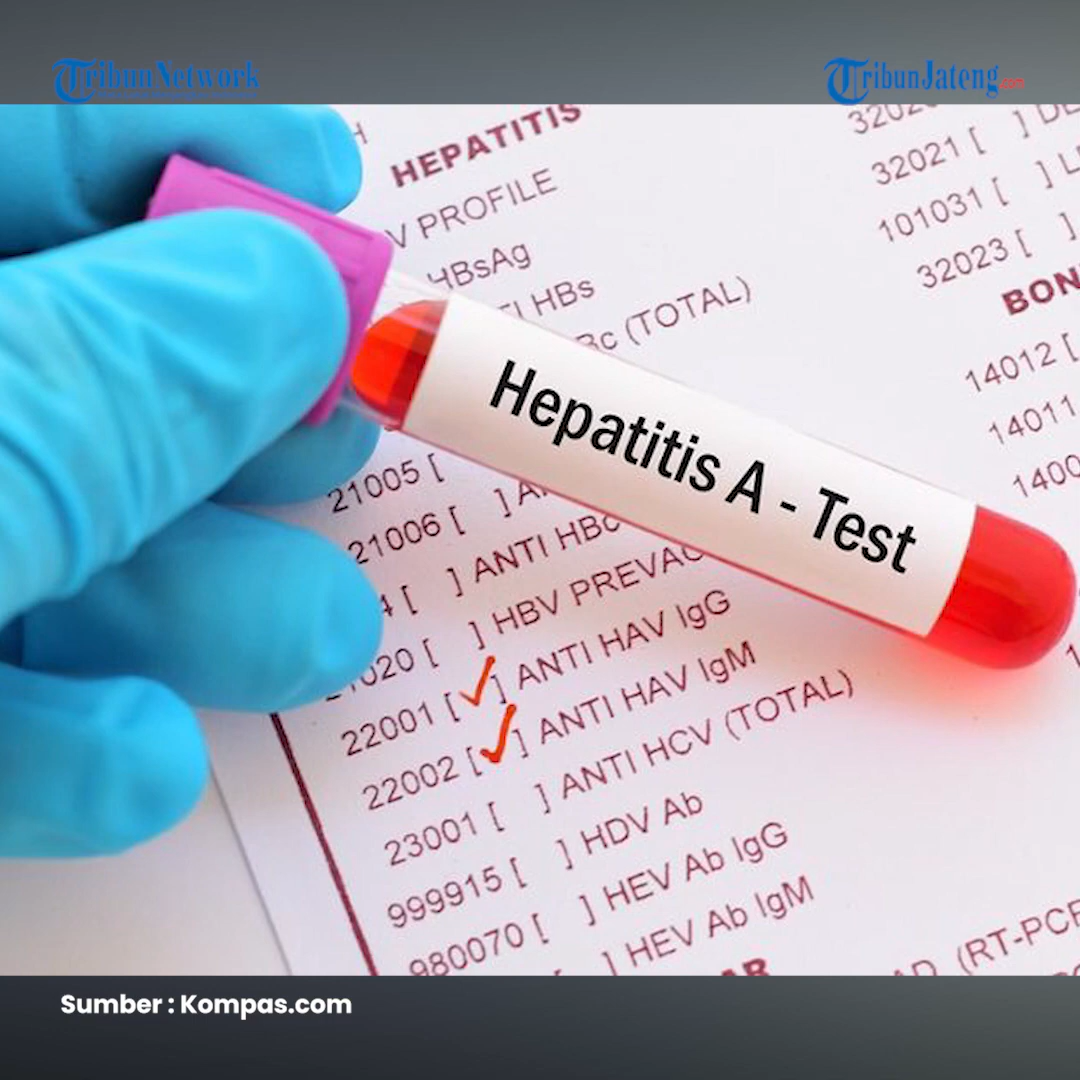 TribunNetwork
TribunJateng.com
HEPATITIS
V PROFILE
HBsAg
HBs
(TOTAL)
21005 [
21006 [ ]
[ ] ANTI HBc
[ ] HBV PREVAC
22001 [✓] ANTI HAV IgG
22002 [✓] ANTI HAV IgM
23001 [ ] ANTI HCV (TOTAL)
999915 [ ] HDV Ab
980070 [ ] HEV Ab IgG
] HEV Ab IgM
32021 [ ]
101031 [ ]
32023 [ ]
14012 [
14011
(RT-PCR
Hepatitis A - Test
Sumber : Kompas.com